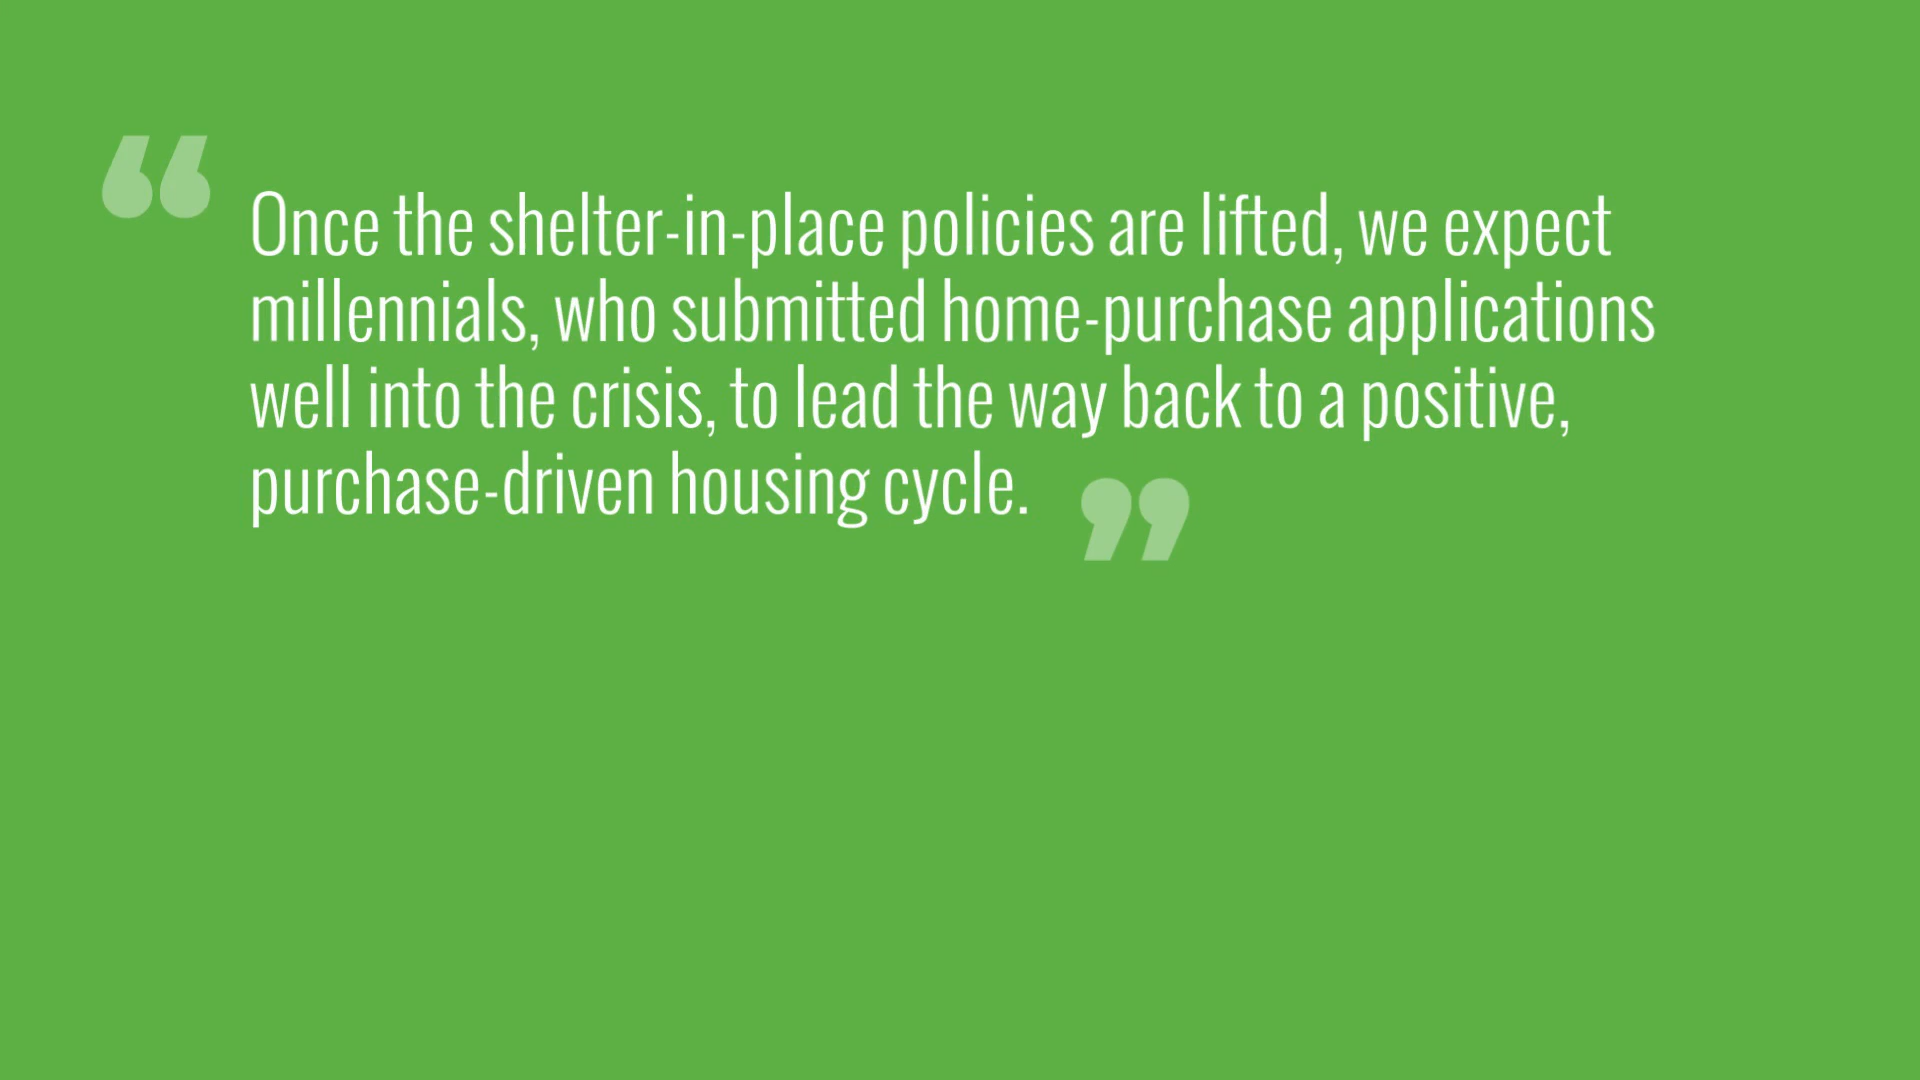 “Once the shelter-in-place policies are lifted, we expect
millennials, who submitted home-purchase applications
well into the crisis, to lead the way back to a positive,
purchase-driven housing cycle.”